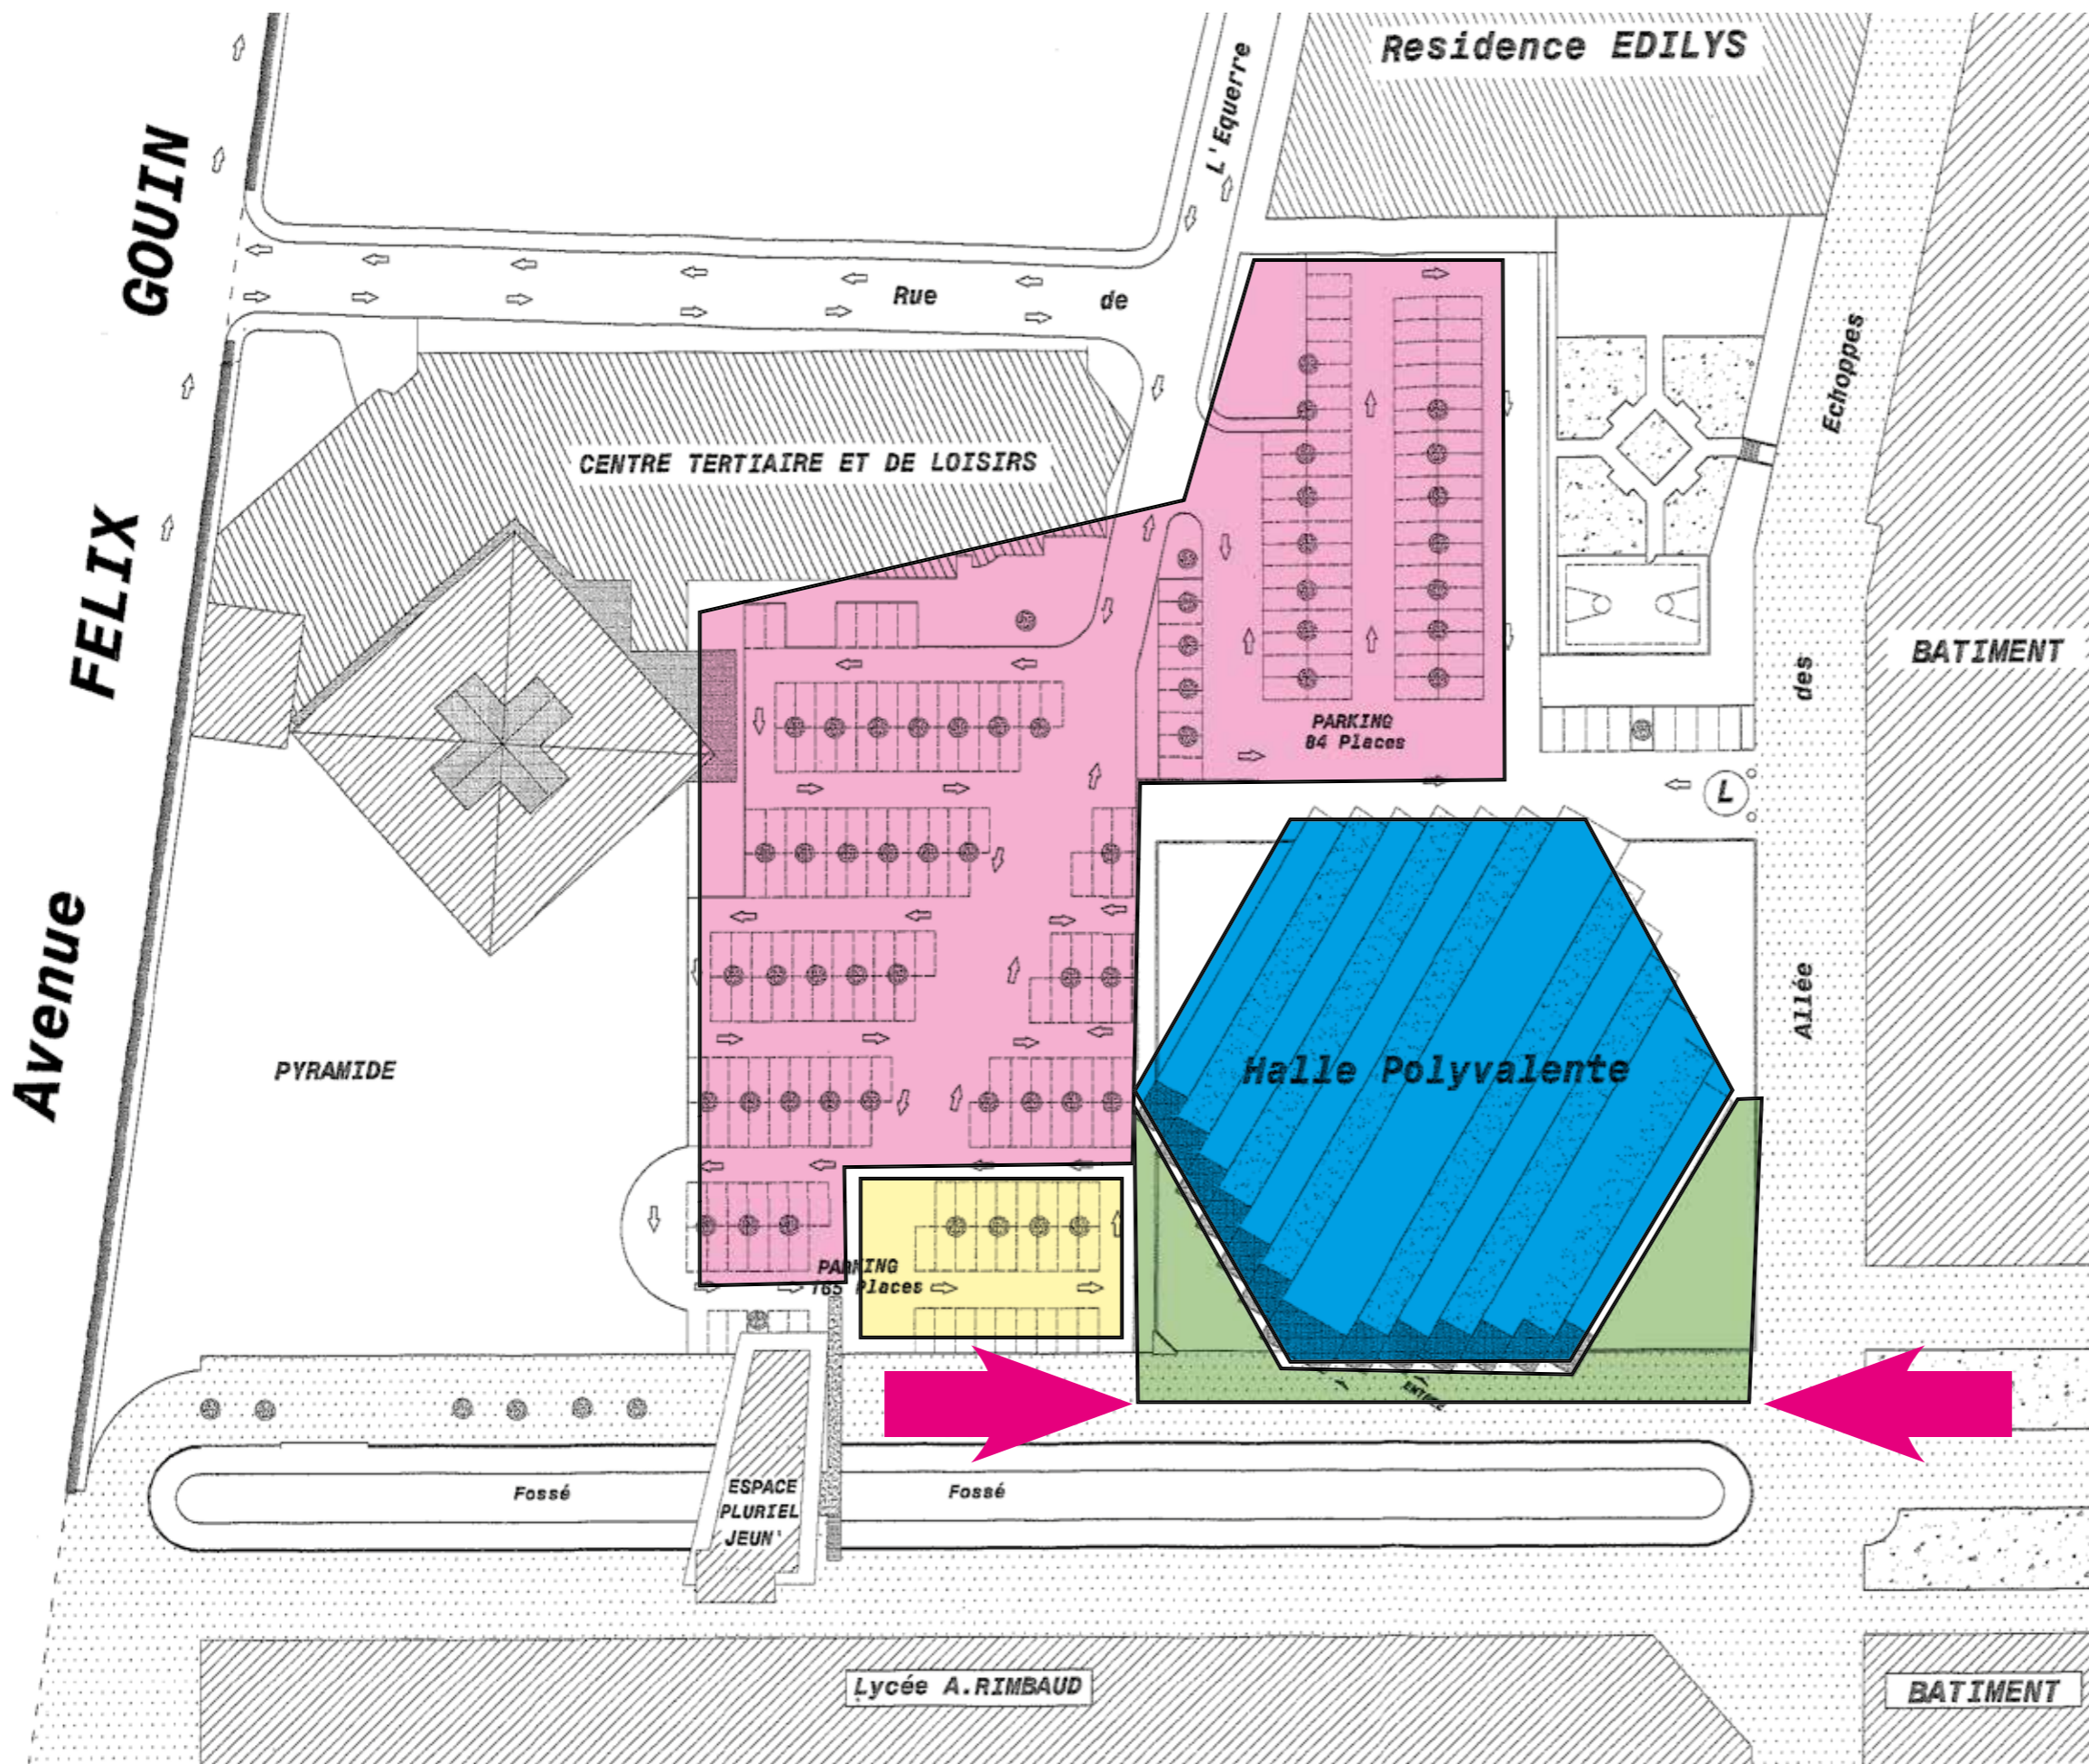 Residence EDILYS
L'Equerre
GOUIN
Rue de
Echopes
CENTRE TERTIAIRE ET DE LOISIRS
FELIX
BATIMENT
des
PARKING
84 Places
L
Avenue
Allée
PYRAMIDE
Halle Polyvalente
PARKING
165 Places
ENTREE
Fossé
Fossé
ESPACE
PLURIEL
JEUN'
Lycée A.RIMBAUD
BATIMENT